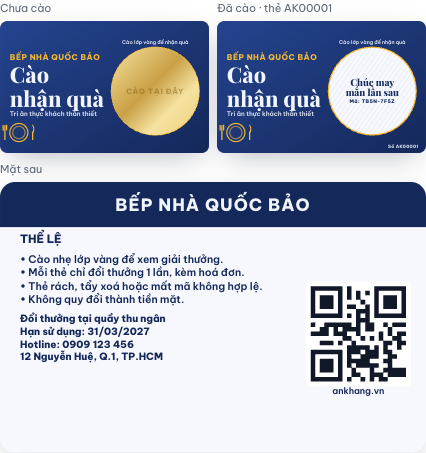 Chưa cào
Đã cào · thẻ AK00001
Cào lớp vàng để nhận quà
BẾP NHÀ QUỐC BẢO
Cào
nhận quà
Tri ân thực khách thân thiết
CÀO TẠI ĐÂY
Cào lớp vàng để nhận quà
BẾP NHÀ QUỐC BẢO
Cào
nhận quà
Tri ân thực khách thân thiết
Chúc may
mắn lần sau
Mã: TB5N-7F5Z
Số AK00001
Mặt sau
BẾP NHÀ QUỐC BẢO
THỂ LỆ
• Cào nhẹ lớp vàng để xem giải thưởng.
• Mỗi thẻ chỉ đổi thưởng 1 lần, kèm hoá đơn.
• Thẻ rách, tẩy xoá hoặc mất mã không hợp lệ.
• Không quy đổi thành tiền mặt.
Đổi thưởng tại quầy thu ngân
Hạn sử dụng: 31/03/2027
Hotline: 0909 123 456
12 Nguyễn Huệ, Q.1, TP.HCM
ankhang.vn